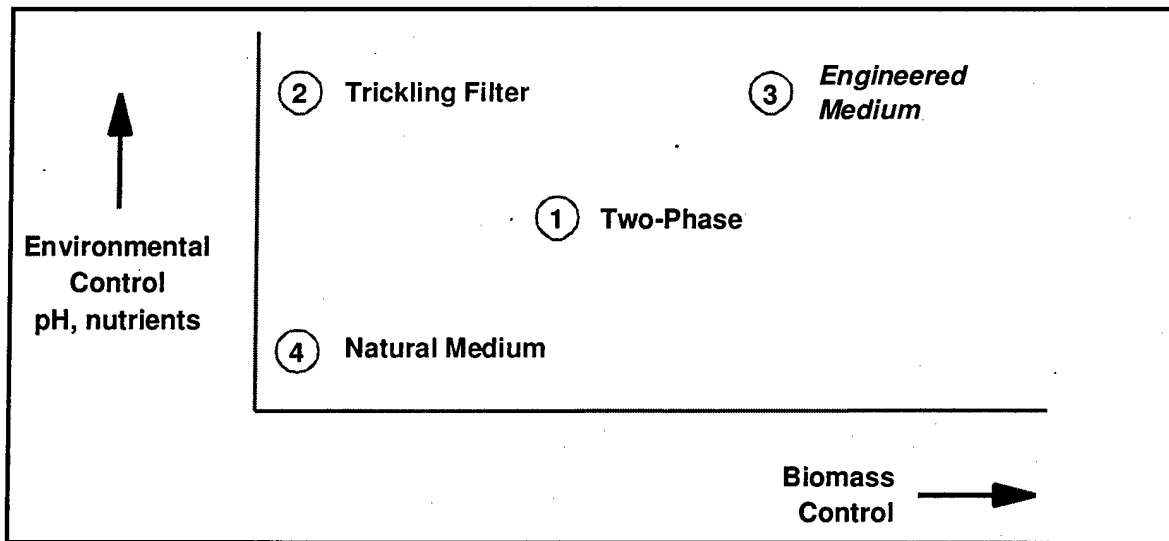 2 Trickling Filter
3 Engineered
Medium
1 Two-Phase
Environmental
Control
pH, nutrients
4 Natural Medium
Biomass
Control